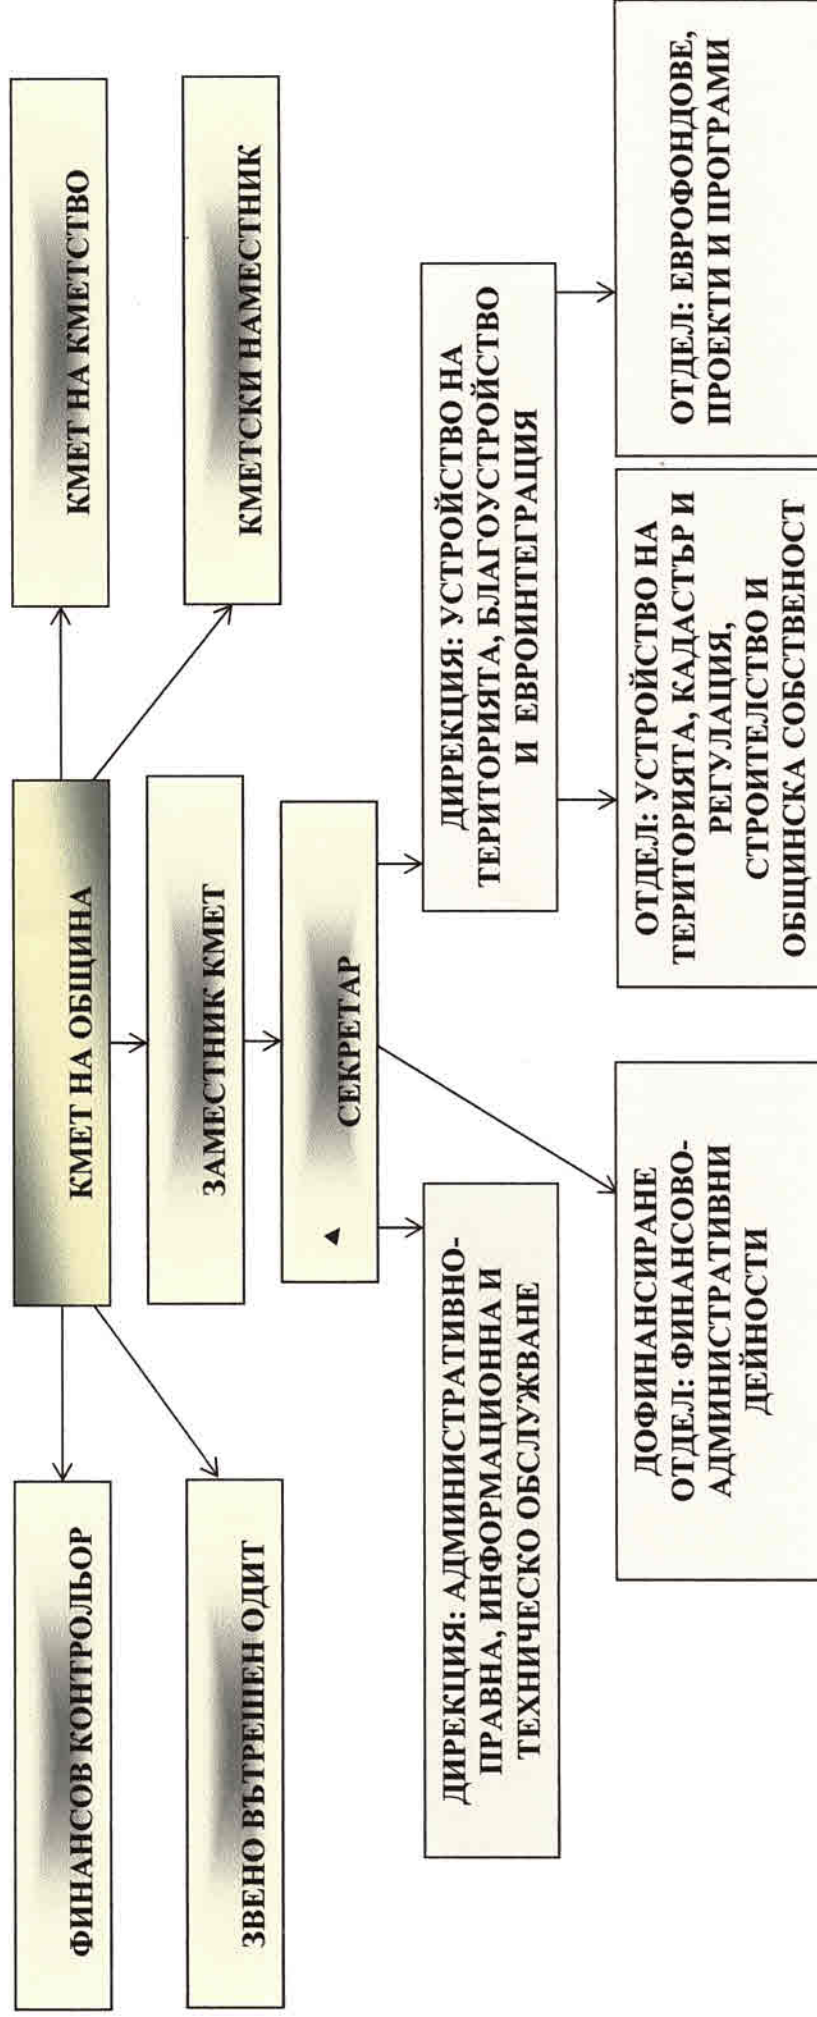 КМЕТ НА ОБЩИНА
ФИНАНСОВ КОНТРОЛЬОР
КМЕТ НА КМЕТСТВО
ЗВЕНО ВЪТРЕШЕН ОДИТ
ЗАМЕСТНИК КМЕТ
КМЕТСКИ НАМЕСТНИК
СЕКРЕТАР
ДИРЕКЦИЯ: АДМИНИСТРАТИВНО-
ПРАВНА, ИНФОРМАЦИОННА И
ТЕХНИЧЕСКО ОБСЛУЖВАНЕ
ДИРЕКЦИЯ: УСТРОЙСТВО НА
ТЕРИТОРИЯТА, БЛАГОУСТРОЙСТВО
И ЕВРОИНТЕГРАЦИЯ
ДОФИНАНСИРАНЕ
ОТДЕЛ: ФИНАНСОВО-
АДМИНИСТРАТИВНИ
ДЕЙНОСТИ
ОТДЕЛ: УСТРОЙСТВО НА
ТЕРИТОРИЯТА, КАДАСТЪР И
РЕГУЛАЦИЯ,
СТРОИТЕЛСТВО И
ОБЩИНСКА СОБСТВЕНОСТ
ОТДЕЛ: ЕВРОФОНДОВЕ,
ПРОЕКТИ И ПРОГРАМИ